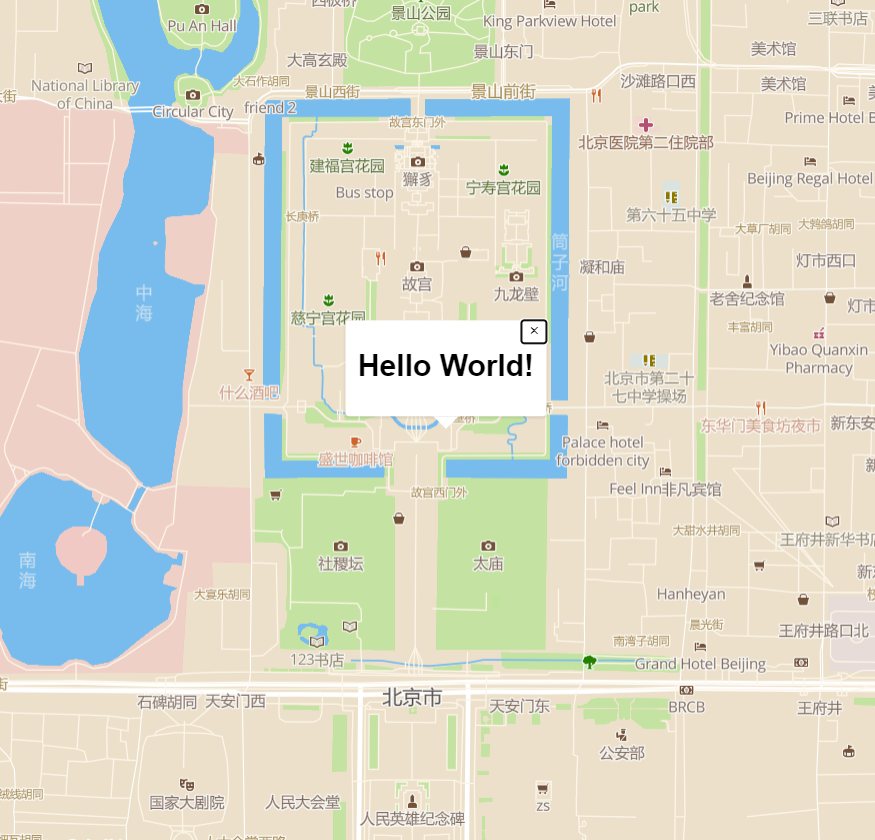 西板桥
景山公园
park
Pu An Hall
King Parkview Hotel
三联书店
大高玄殿
景山东门
美术馆
大石作胡同
沙滩路口西
美术馆
National Library
of China
景山西街
景山前街
大街
Circular City
friend 2
Prime Hotel B
故宫东门外
北京医院第二住院部
建福宫花园
獬豸
Beijing Regal Hotel
Bus stop
宁寿宫花园
长庚桥
第六十五中学
大草厂胡同
大鹁鸽胡同
筒子河
凝和庙
灯市西口
中海
故宫
九龙壁
老舍纪念馆
灯市
慈宁宫花园
丰富胡同
×
Hello World!
Yibao Quanxin
Pharmacy
北京市第二十
七中学操场
什么酒吧
桥
东华门美食坊夜市
新东安
盛世咖啡馆
Palace hotel
forbidden city
故宫西门外
Feel Inn非凡宾馆
大甜水井胡同
王府井新华书店
南海
社稷坛
太庙
大宴乐胡同
Hanheyan
晨光街
王府井路口北
南湾子胡同
123书店
Grand Hotel Beijing
街
石碑胡同
天安门西
北京市
天安门东
BRCB
王府井
公安部
绒线胡同
国家大剧院
人民大会堂
人民英雄纪念碑
zs